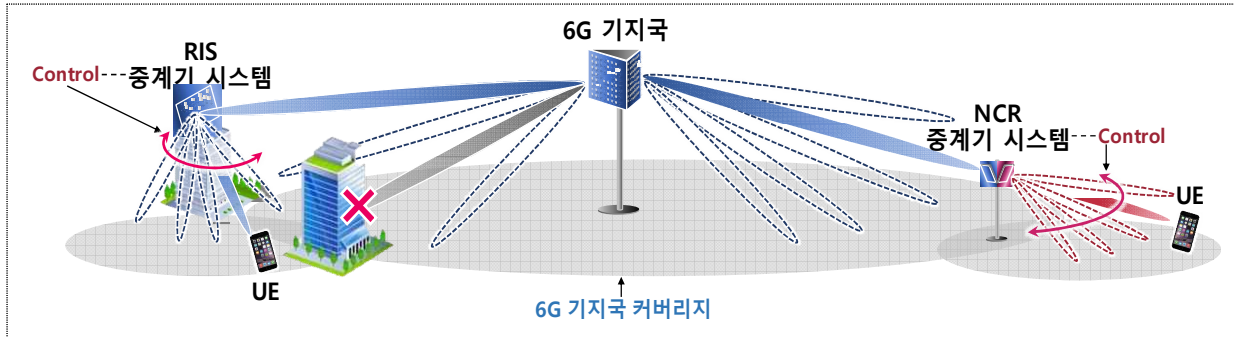 6G 기지국
RIS
Control
중계기 시스템
NCR
중계기 시스템
Control
UE
UE
6G 기지국 커버리지